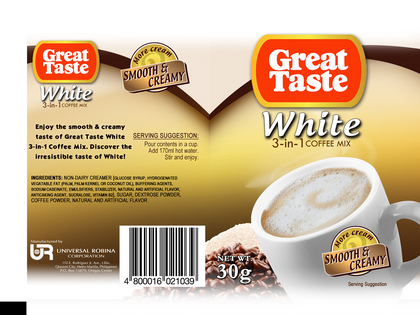 Great
Taste
White
3-in-1 COFFEE MIX
More cream
SMOOTH &
CREAMY
Enjoy the smooth & creamy
taste of Great Taste White
3-in-1 Coffee Mix. Discover the
irresistible taste of White!
SERVING SUGGESTION:
Pour contents in a cup.
Add 170ml hot water.
Stir and enjoy.
INGREDIENTS: NON-DAIRY CREAMER [GLUCOSE SYRUP, HYDROGENATED
VEGETABLE FAT (PALM, PALM KERNEL, OR COCONUT OIL), BUFFERING AGENTS,
SODIUM CASEINATE, EMULSIFIERS, STABILIZER, NATURAL AND ARTIFICIAL FLAVOR,
ANTICAKING AGENT, SUCRALOSE, VITAMIN B2], SUGAR, DEXTROSE POWDER,
COFFEE POWDER, NATURAL AND ARTIFICIAL FLAVOR
Manufactured by
UR
UNIVERSAL ROBINA
CORPORATION
4 800016 021039
Great
Taste
White
3-in-1 COFFEE MIX
NET WT.
30g
More cream
SMOOTH &
CREAMY
Serving Suggestion